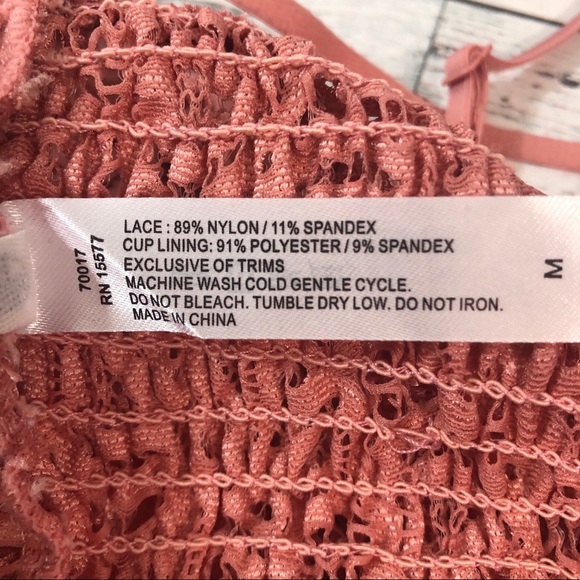 70017
RN 15577
LACE : 89% NYLON / 11% SPANDEX
CUP LINING: 91% POLYESTER / 9% SPANDEX
EXCLUSIVE OF TRIMS
MACHINE WASH COLD GENTLE CYCLE.
DO NOT BLEACH. TUMBLE DRY LOW. DO NOT IRON.
MADE IN CHINA
M